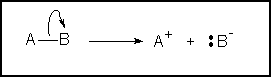 A—B ⟶ A⁺ + :B⁻